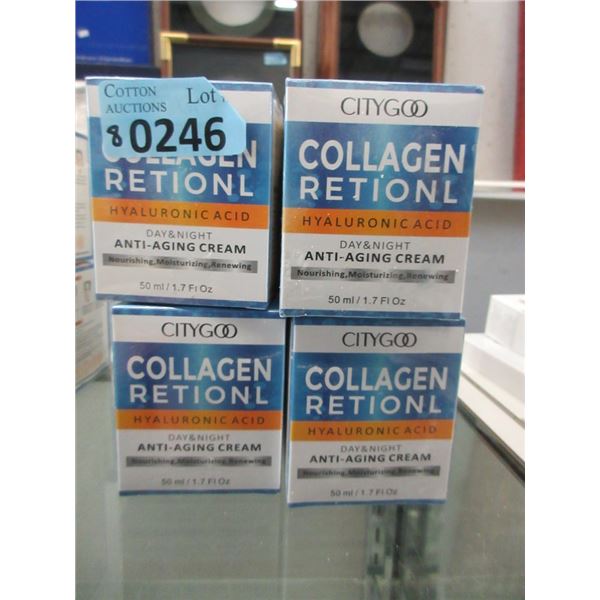 COTTON
AUCTIONS
Lot
8
0246
HYALURONIC ACID
DAY&NIGHT
ANTI-AGING CREAM
Nourishing,Moisturizing,Renewing
50 ml / 1.7 Fl Oz
COLLAGEN
RETIONL
CITYGOO
COLLAGEN
RETIONL
HYALURONIC ACID
DAY&NIGHT
ANTI-AGING CREAM
Nourishing,Moisturizing,Renewing
50 ml / 1.7 Fl Oz
CITYGOO
COLLAGEN
RETIONL
HYALURONIC ACID
DAY&NIGHT
ANTI-AGING CREAM
Nourishing,Moisturizing,Renewing
50 ml / 1.7 Fl Oz
CITYGOO
COLLAGEN
RETIONL
HYALURONIC ACID
DAY&NIGHT
ANTI-AGING CREAM
Nourishing,Moisturizing,Renewing
50 ml / 1.7 Fl Oz